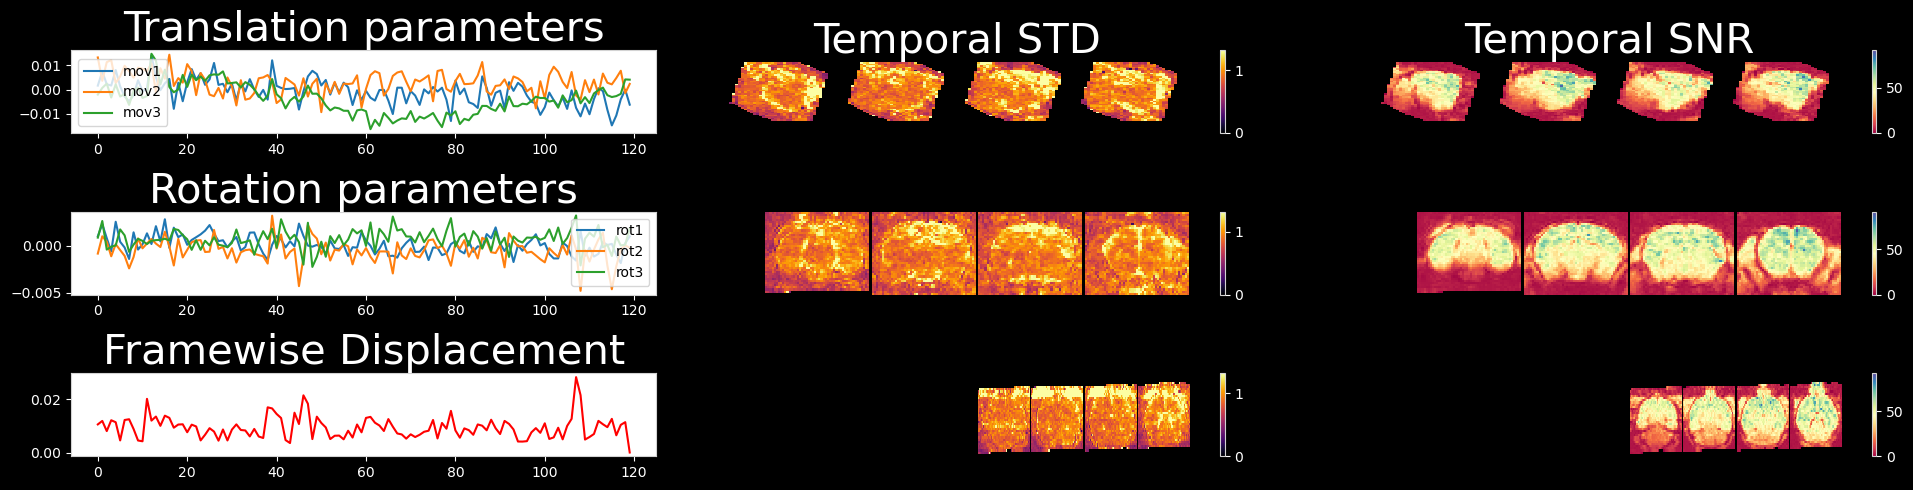 Translation parameters
0.01
0.00
−0.01
mov1
mov2
mov3
0 20 40 60 80 100 120
Temporal STD
1
0
Temporal SNR
50
0
Rotation parameters
0.000
−0.005
rot1
rot2
rot3
0 20 40 60 80 100 120
1
0
50
0
Framewise Displacement
0.02
0.00
0 20 40 60 80 100 120
1
0
50
0